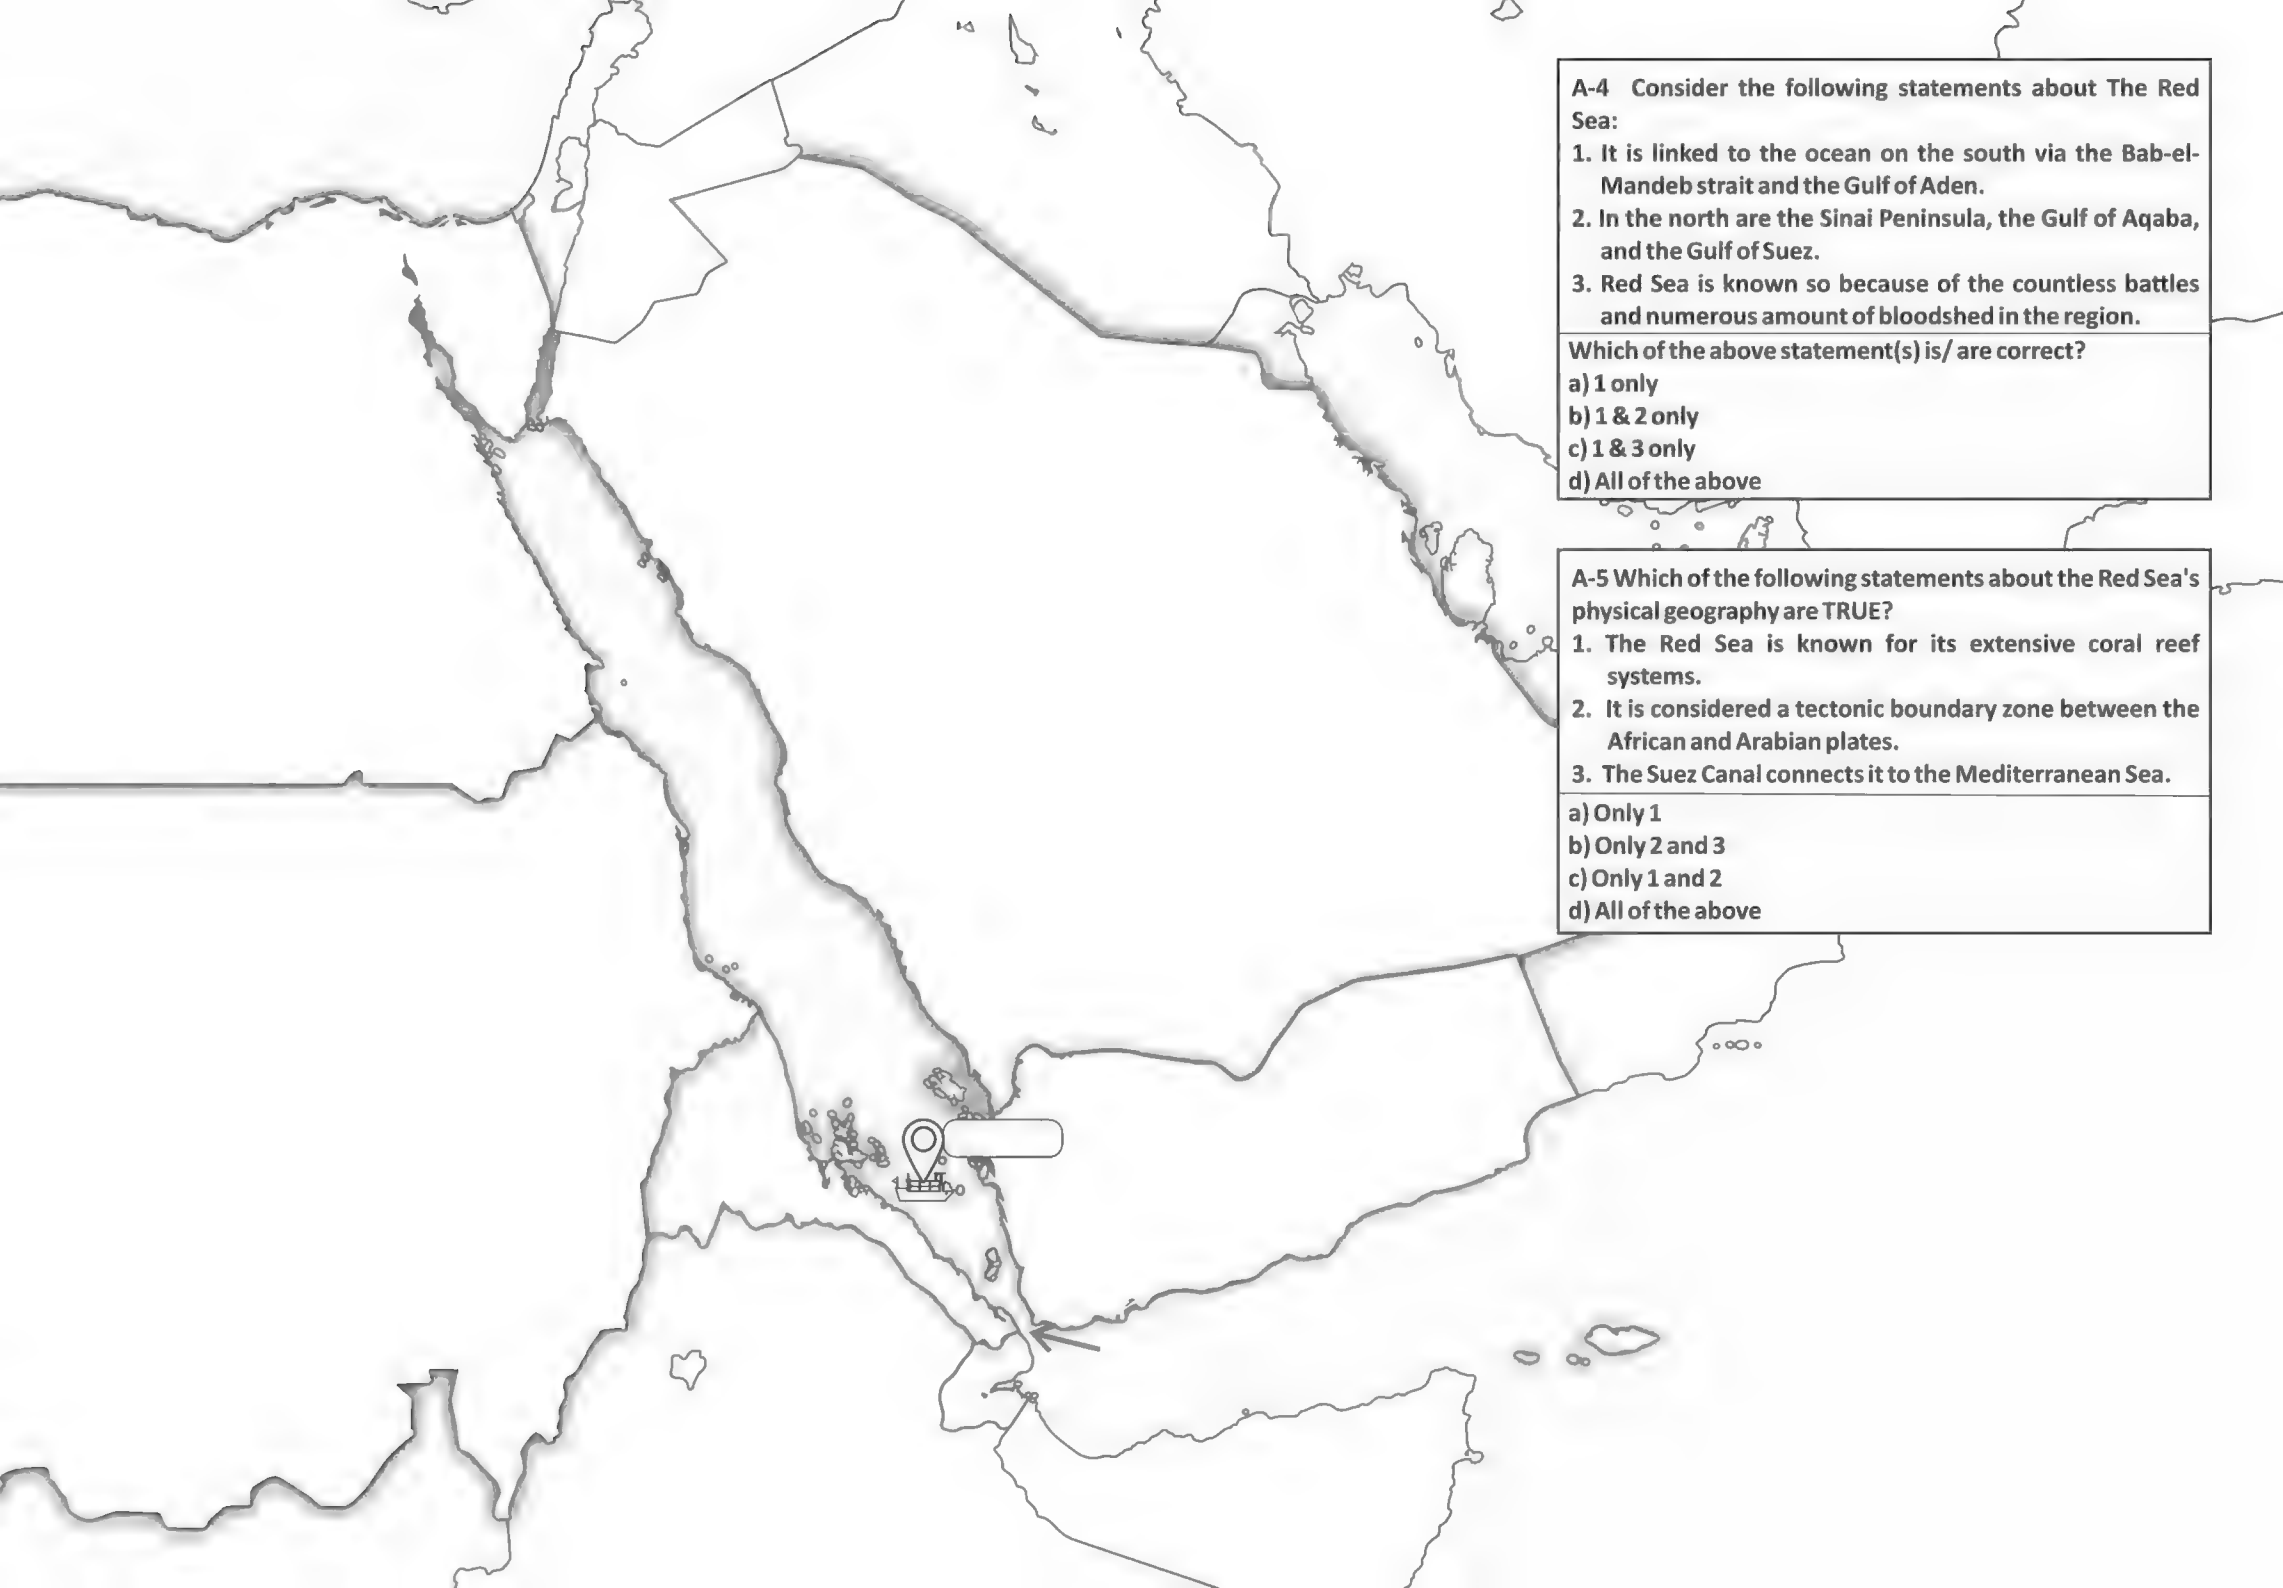 A-4 Consider the following statements about The Red
Sea:
1. It is linked to the ocean on the south via the Bab-el-
Mandeb strait and the Gulf of Aden.
2. In the north are the Sinai Peninsula, the Gulf of Aqaba,
and the Gulf of Suez.
3. Red Sea is known so because of the countless battles
and numerous amount of bloodshed in the region.
Which of the above statement(s) is/ are correct?
a) 1 only
b) 1 & 2 only
c) 1 & 3 only
d) All of the above
A-5 Which of the following statements about the Red Sea's
physical geography are TRUE?
1. The Red Sea is known for its extensive coral reef
systems.
2. It is considered a tectonic boundary zone between the
African and Arabian plates.
3. The Suez Canal connects it to the Mediterranean Sea.
a) Only 1
b) Only 2 and 3
c) Only 1 and 2
d) All of the above